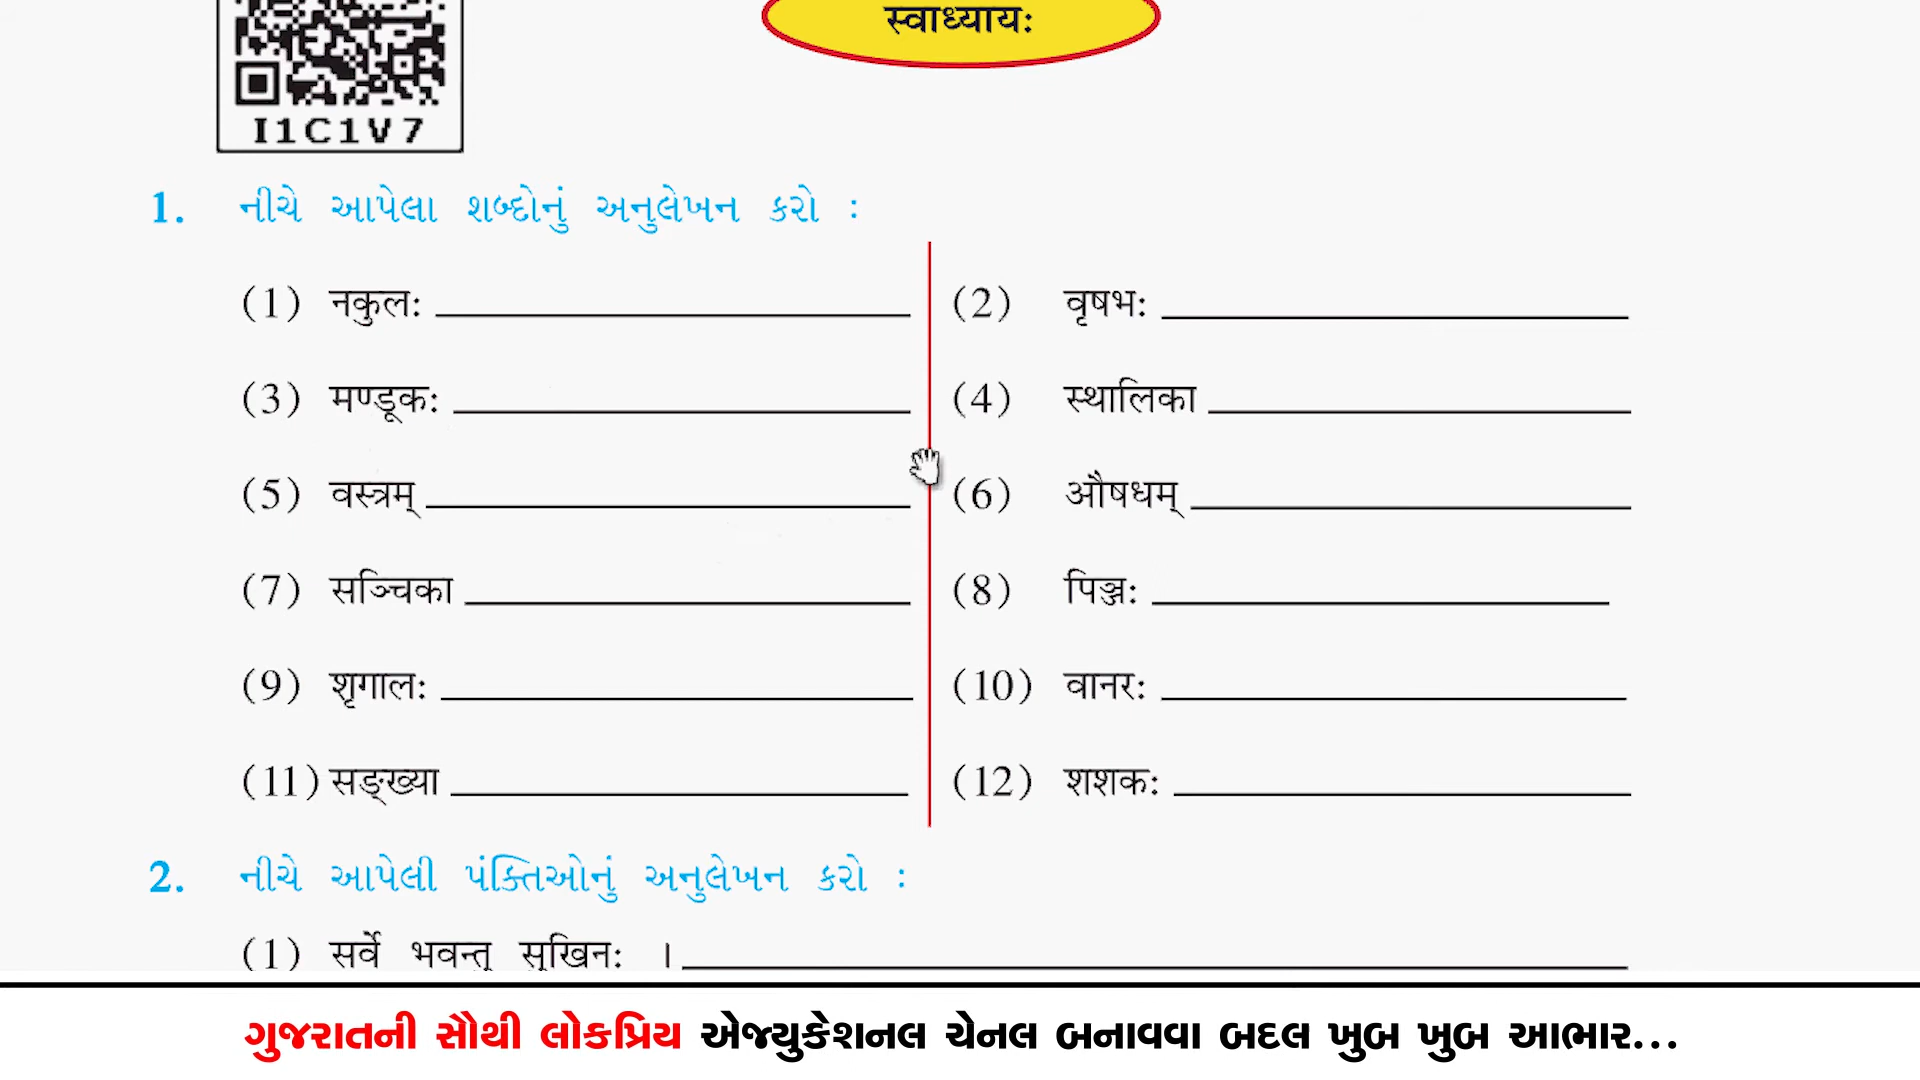 स्वाध्यायः
I1C1V7
1. નીચે આપેલા શબ્દોનું અનુલેખન કરો :
(1) नकुलः (2) वृषभः
(3) मण्डूकः (4) स्थालिका
(5) वस्त्रम् (6) औषधम्
(7) सञ्चिका (8) पिञ्जः
(9) शृगालः (10) वानरः
(11) सङ्ख्या (12) शशकः
2. નીચે આપેલી પંક્તિઓનું અનુલેખન કરો :
(1) सर्वे भवन्तु सुखिनः ।
ગુજરાતની સૌથી લોકપ્રિય એજ્યુકેશનલ ચેનલ બનાવવા બદલ ખુબ ખુબ આભાર...